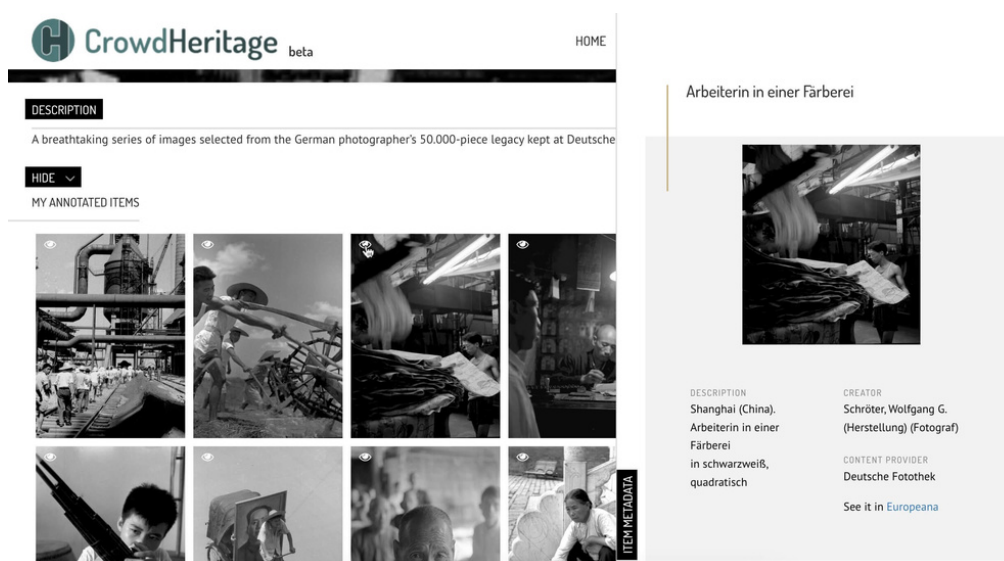 CrowdHeritage beta
HOME
DESCRIPTION
A breathtaking series of images selected from the German photographer's 50.000-piece legacy kept at Deutsche
HIDE
MY ANNOTATED ITEMS
ITEM METADATA
Arbeiterin in einer Färberei
DESCRIPTION
Shanghai (China).
Arbeiterin in einer
Färberei
in schwarzweiß,
quadratisch
CREATOR
Schröter, Wolfgang G.
(Herstellung) (Fotograf)
CONTENT PROVIDER
Deutsche Fotothek
See it in Europeana